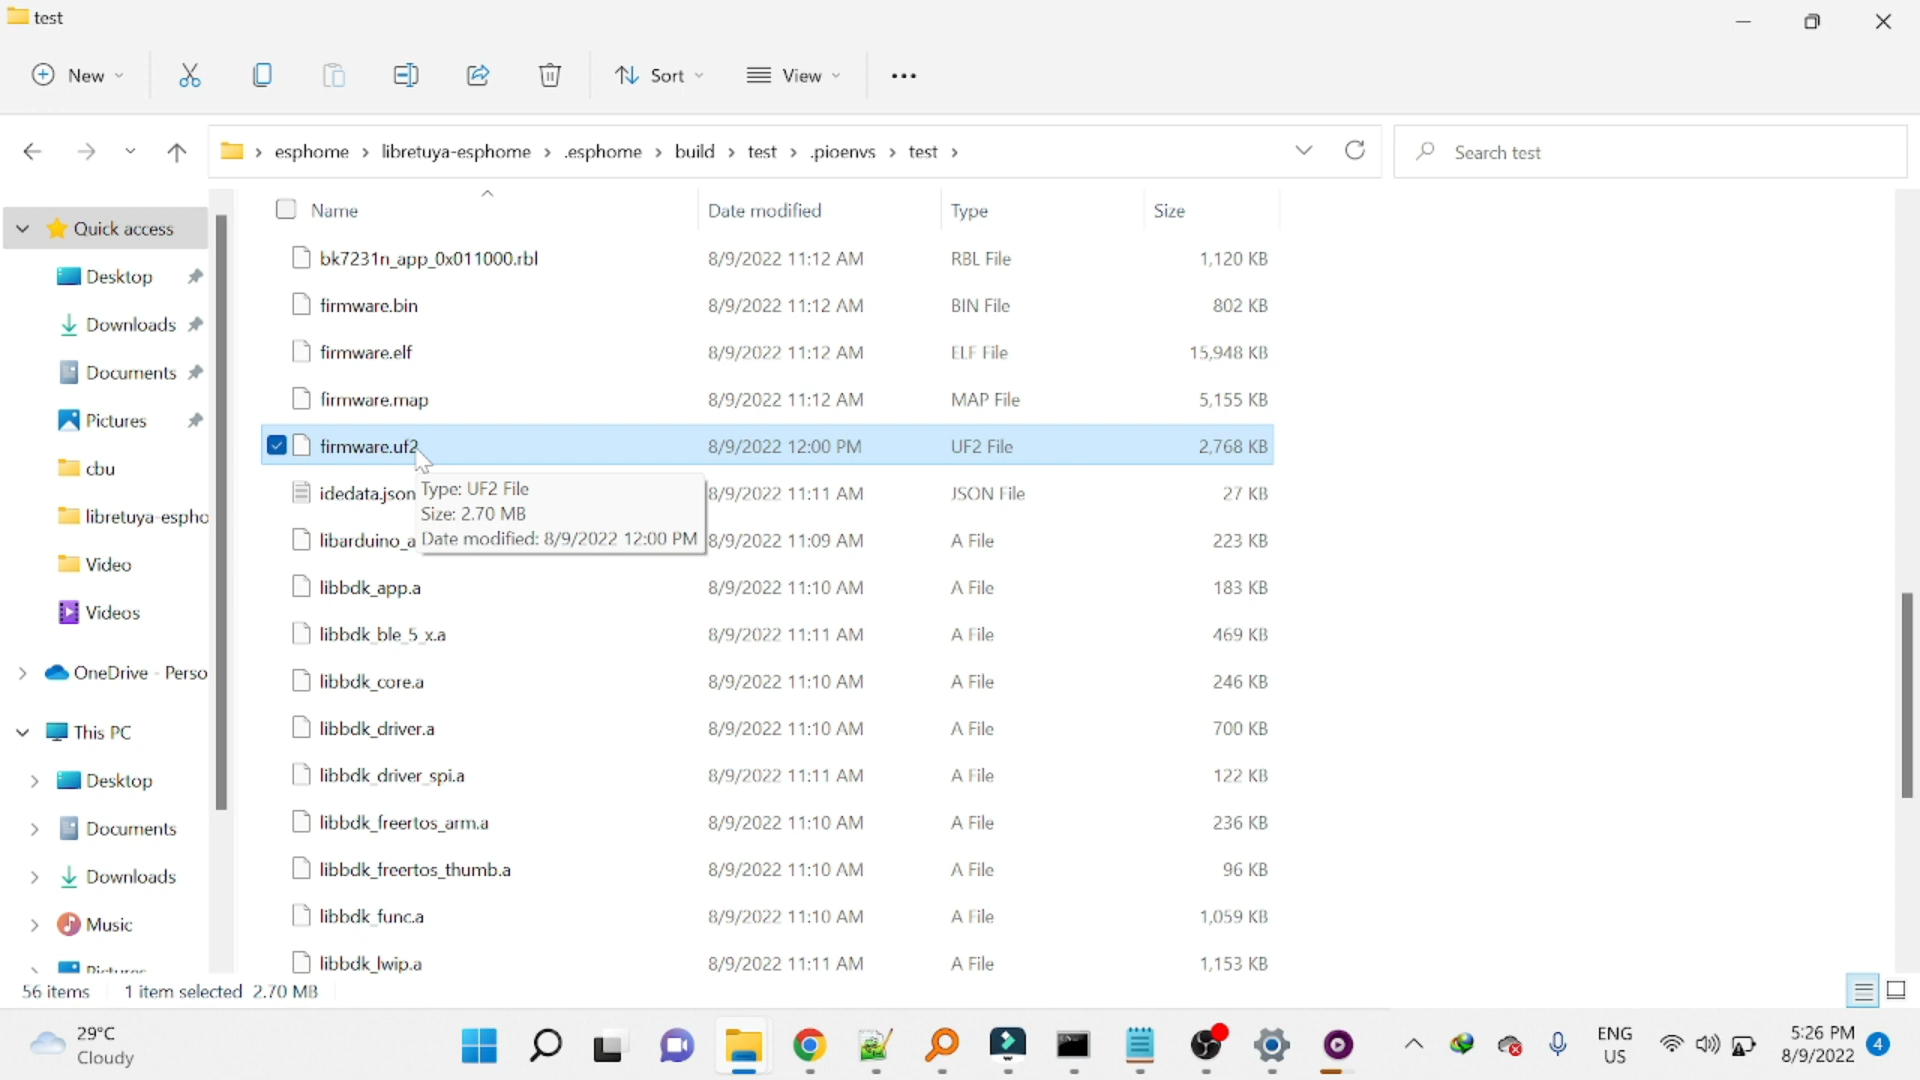 test
New
Sort
View
esphome › libretuya-esphome › .esphome › build › test › .pioenvs › test ›
Search test
Name Date modified Type Size
Quick access
Desktop
Downloads
Documents
Pictures
cbu
libretuya-espho
Video
Videos
OneDrive - Perso
This PC
Desktop
Documents
Downloads
Music
Pictures
bk7231n_app_0x011000.rbl 8/9/2022 11:12 AM RBL File 1,120 KB
firmware.bin 8/9/2022 11:12 AM BIN File 802 KB
firmware.elf 8/9/2022 11:12 AM ELF File 15,948 KB
firmware.map 8/9/2022 11:12 AM MAP File 5,155 KB
firmware.uf2 8/9/2022 12:00 PM UF2 File 2,768 KB
idedata.json 8/9/2022 11:11 AM JSON File 27 KB
libarduino_a 8/9/2022 11:09 AM A File 223 KB
Type: UF2 File
Size: 2.70 MB
Date modified: 8/9/2022 12:00 PM
libbdk_app.a 8/9/2022 11:10 AM A File 183 KB
libbdk_ble_5_x.a 8/9/2022 11:11 AM A File 469 KB
libbdk_core.a 8/9/2022 11:10 AM A File 246 KB
libbdk_driver.a 8/9/2022 11:10 AM A File 700 KB
libbdk_driver_spi.a 8/9/2022 11:11 AM A File 122 KB
libbdk_freertos_arm.a 8/9/2022 11:10 AM A File 236 KB
libbdk_freertos_thumb.a 8/9/2022 11:10 AM A File 96 KB
libbdk_func.a 8/9/2022 11:10 AM A File 1,059 KB
libbdk_lwip.a 8/9/2022 11:11 AM A File 1,153 KB
56 items 1 item selected 2.70 MB
29°C
Cloudy
ENG
US
5:26 PM
8/9/2022
4